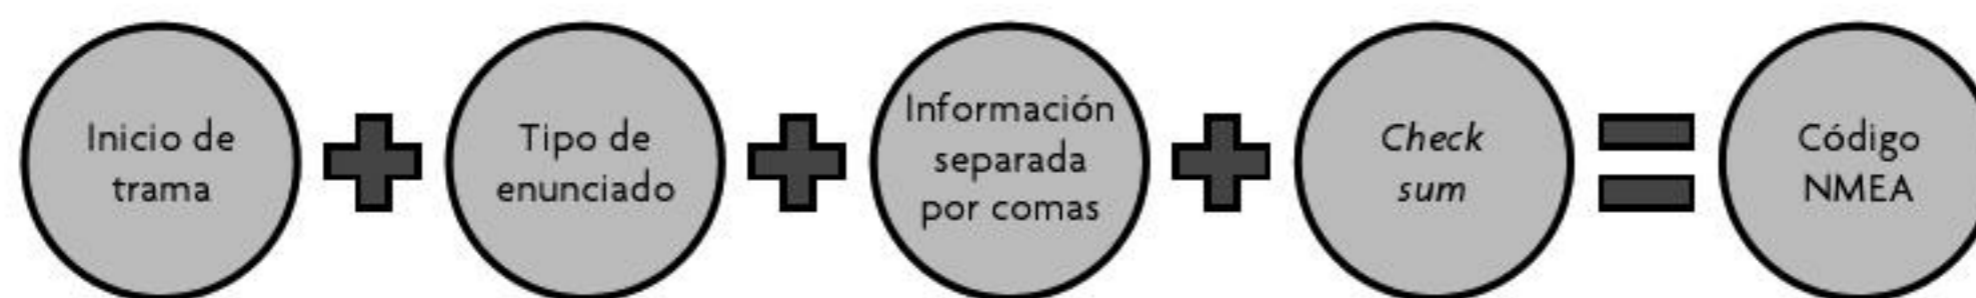 Inicio de
trama
Tipo de
enunciado
Información
separada
por comas
Check
sum
Código
NMEA